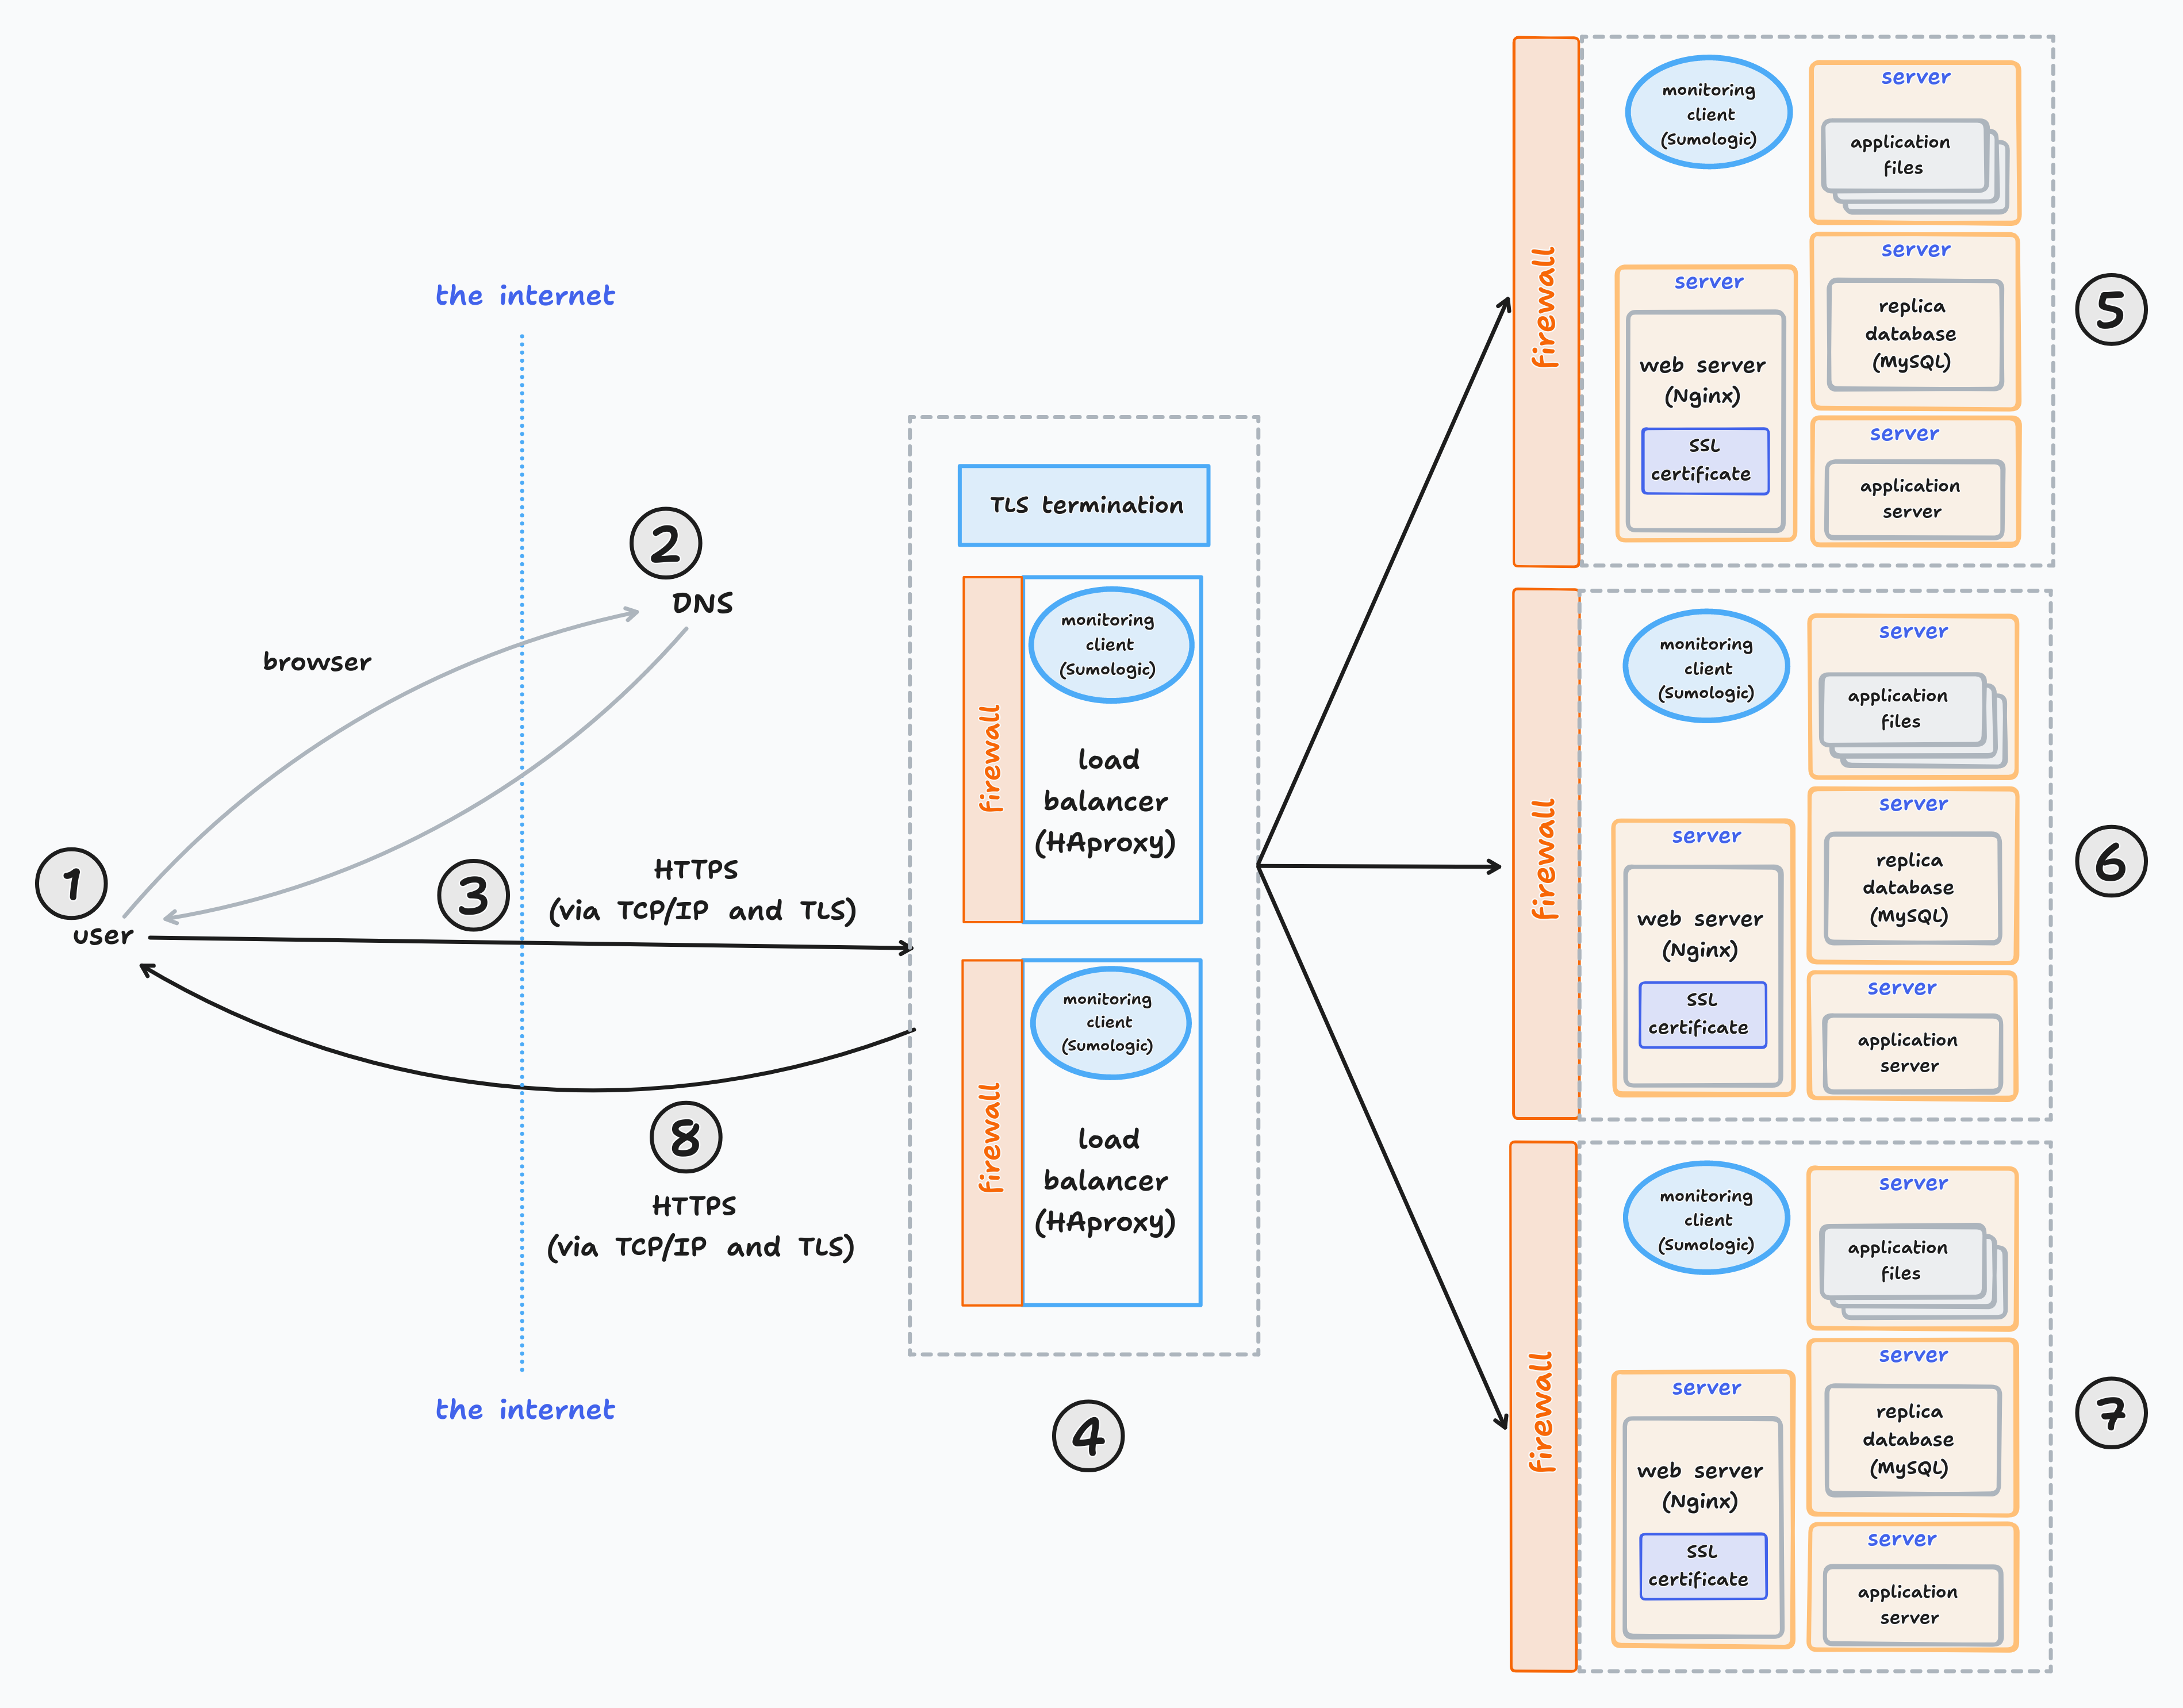 the internet
2
DNS
browser
1
user
3
HTTPS
(via TCP/IP and TLS)
8
HTTPS
(via TCP/IP and TLS)
the internet
TLS termination
firewall
monitoring
client
(Sumologic)
load
balancer
(HAproxy)
firewall
monitoring
client
(Sumologic)
load
balancer
(HAproxy)
4
firewall
monitoring
client
(Sumologic)
server
web server
(Nginx)
SSL
certificate
server
application
files
server
replica
database
(MySQL)
server
application
server
5
firewall
monitoring
client
(Sumologic)
server
web server
(Nginx)
SSL
certificate
server
application
files
server
replica
database
(MySQL)
server
application
server
6
firewall
monitoring
client
(Sumologic)
server
web server
(Nginx)
SSL
certificate
server
application
files
server
replica
database
(MySQL)
server
application
server
7